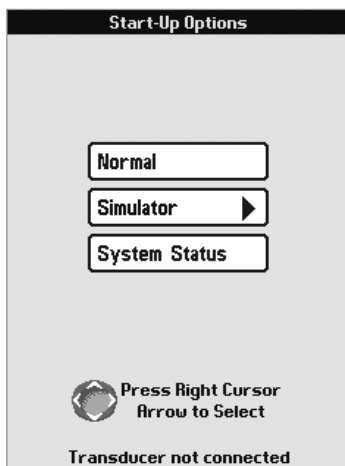 Start-Up Options
Normal
Simulator
System Status
Press Right Cursor
Arrow to Select
Transducer not connected